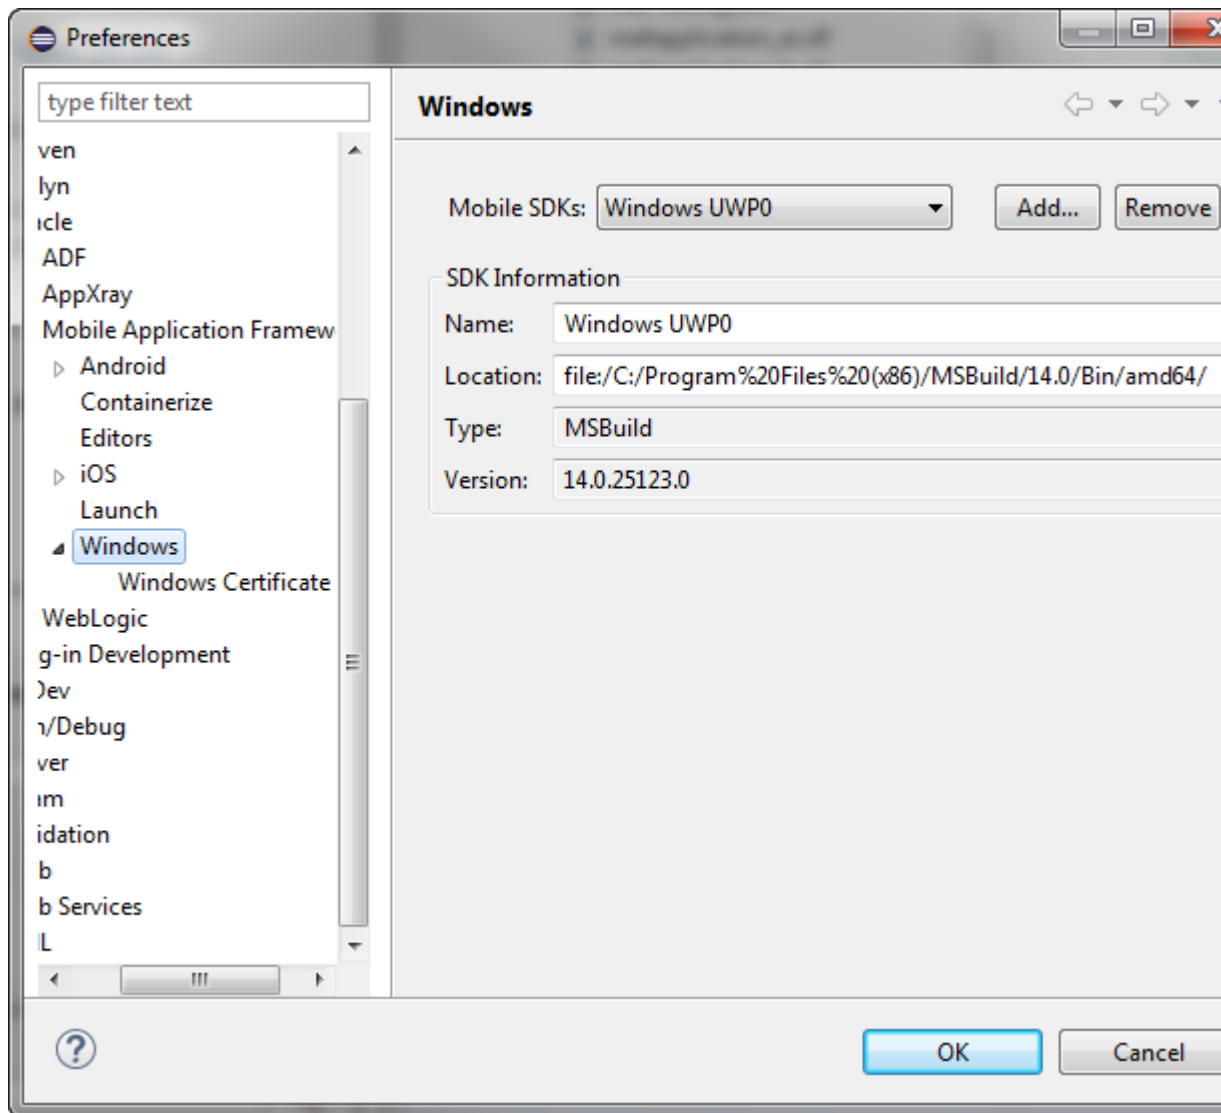 Preferences
type filter text
ven
lyn
ıcle
ADF
AppXray
Mobile Application Framew
Android
Containerize
Editors
iOS
Launch
Windows
Windows Certificate
WebLogic
g-in Development
Dev
n/Debug
ver
ım
idation
b
b Services
IL
Windows
Mobile SDKs: Windows UWP0 Add... Remove
SDK Information
Name: Windows UWP0
Location: file:/C:/Program%20Files%20(x86)/MSBuild/14.0/Bin/amd64/
Type: MSBuild
Version: 14.0.25123.0
OK Cancel